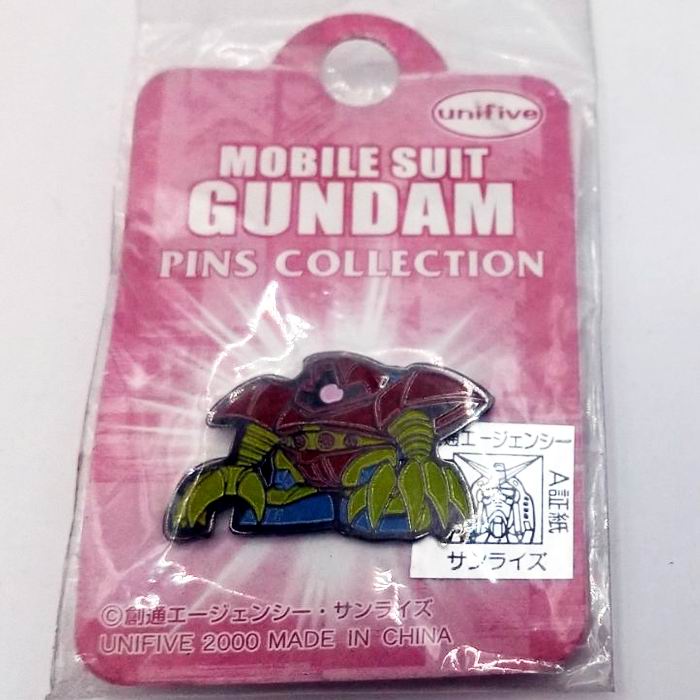 unifive
MOBILE SUIT
GUNDAM
PINS COLLECTION
創通エージェンシー
A証紙
サンライズ
©創通エージェンシー・サンライズ
UNIFIVE 2000 MADE IN CHINA